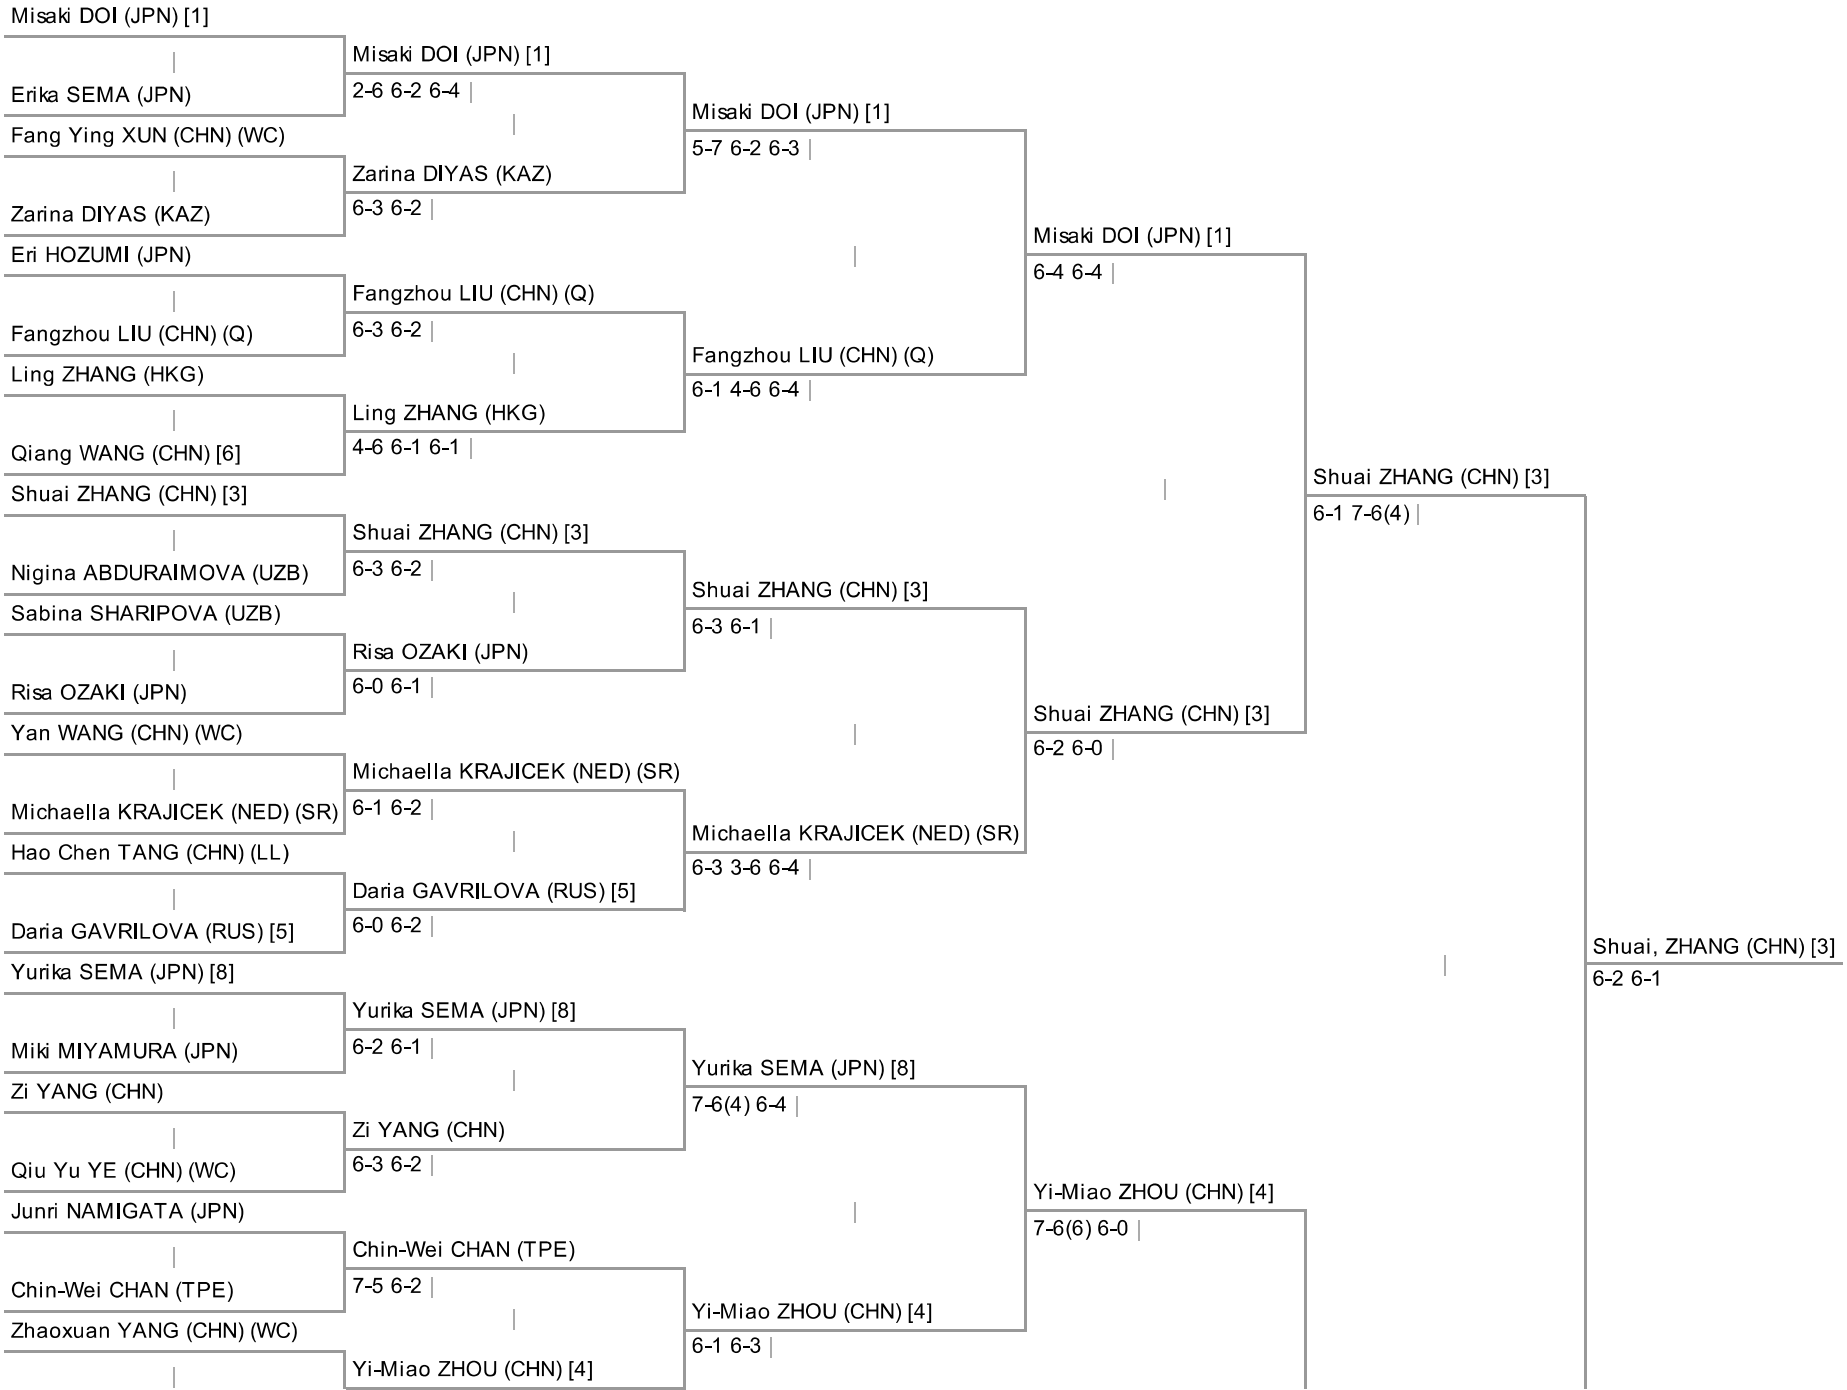 Misaki DOI (JPN) [1]
Erika SEMA (JPN)
Fang Ying XUN (CHN) (WC)
Zarina DIYAS (KAZ)
Eri HOZUMI (JPN)
Fangzhou LIU (CHN) (Q)
Ling ZHANG (HKG)
Qiang WANG (CHN) [6]
Shuai ZHANG (CHN) [3]
Nigina ABDURAIMOVA (UZB)
Sabina SHARIPOVA (UZB)
Risa OZAKI (JPN)
Yan WANG (CHN) (WC)
Michaella KRAJICEK (NED) (SR)
Hao Chen TANG (CHN) (LL)
Daria GAVRILOVA (RUS) [5]
Yurika SEMA (JPN) [8]
Miki MIYAMURA (JPN)
Zi YANG (CHN)
Qiu Yu YE (CHN) (WC)
Junri NAMIGATA (JPN)
Chin-Wei CHAN (TPE)
Zhaoxuan YANG (CHN) (WC)
Misaki DOI (JPN) [1]
2-6 6-2 6-4
Zarina DIYAS (KAZ)
6-3 6-2
Fangzhou LIU (CHN) (Q)
6-3 6-2
Ling ZHANG (HKG)
4-6 6-1 6-1
Shuai ZHANG (CHN) [3]
6-3 6-2
Risa OZAKI (JPN)
6-0 6-1
Michaella KRAJICEK (NED) (SR)
6-1 6-2
Daria GAVRILOVA (RUS) [5]
6-0 6-2
Yurika SEMA (JPN) [8]
6-2 6-1
Zi YANG (CHN)
6-3 6-2
Chin-Wei CHAN (TPE)
7-5 6-2
Yi-Miao ZHOU (CHN) [4]
Misaki DOI (JPN) [1]
5-7 6-2 6-3
Fangzhou LIU (CHN) (Q)
6-1 4-6 6-4
Shuai ZHANG (CHN) [3]
6-3 6-1
Michaella KRAJICEK (NED) (SR)
6-3 3-6 6-4
Yurika SEMA (JPN) [8]
7-6(4) 6-4
Yi-Miao ZHOU (CHN) [4]
6-1 6-3
Misaki DOI (JPN) [1]
6-4 6-4
Shuai ZHANG (CHN) [3]
6-2 6-0
Yi-Miao ZHOU (CHN) [4]
7-6(6) 6-0
Shuai ZHANG (CHN) [3]
6-1 7-6(4)
Shuai, ZHANG (CHN) [3]
6-2 6-1